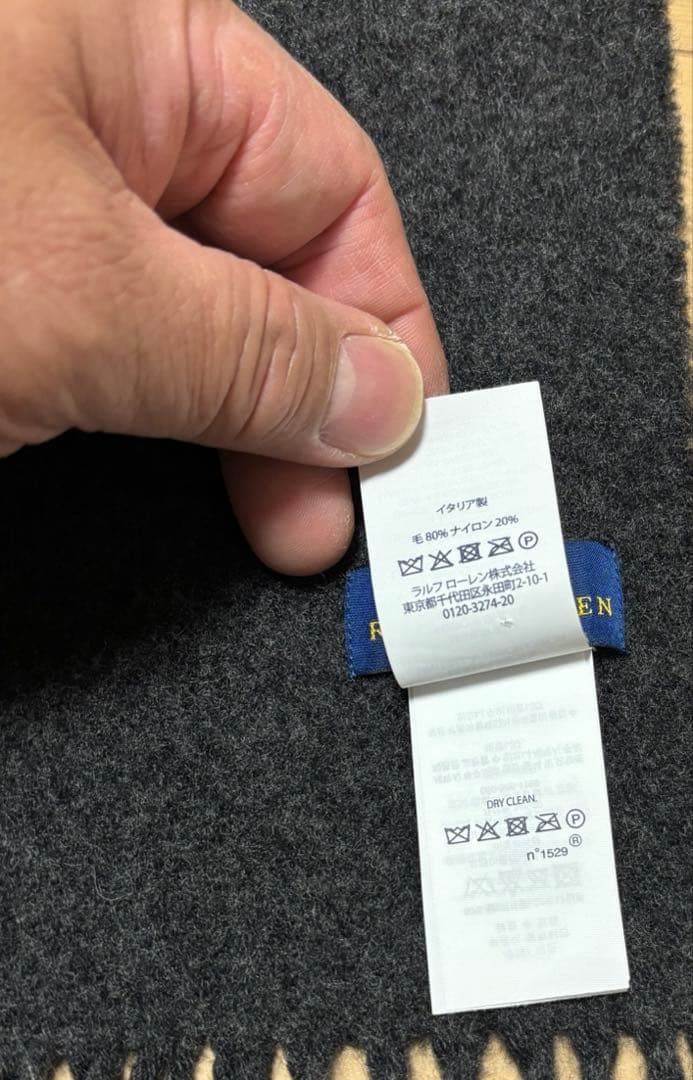 イタリア製
毛 80% ナイロン 20%
ラルフ ローレン株式会社
東京都千代田区永田町2-10-1
0120-3274-20
R EN
DRY CLEAN.
n°1529®